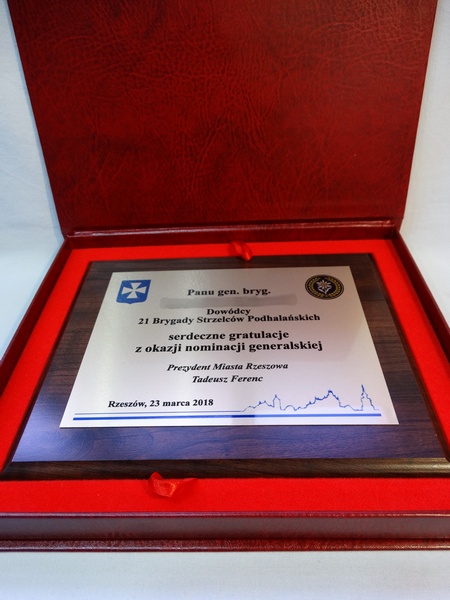 Panu gen. bryg.
Dowódcy
21 Brygady Strzelców Podhalańskich
serdeczne gratulacje
z okazji nominacji generalskiej
Prezydent Miasta Rzeszowa
Tadeusz Ferenc
Rzeszów, 23 marca 2018